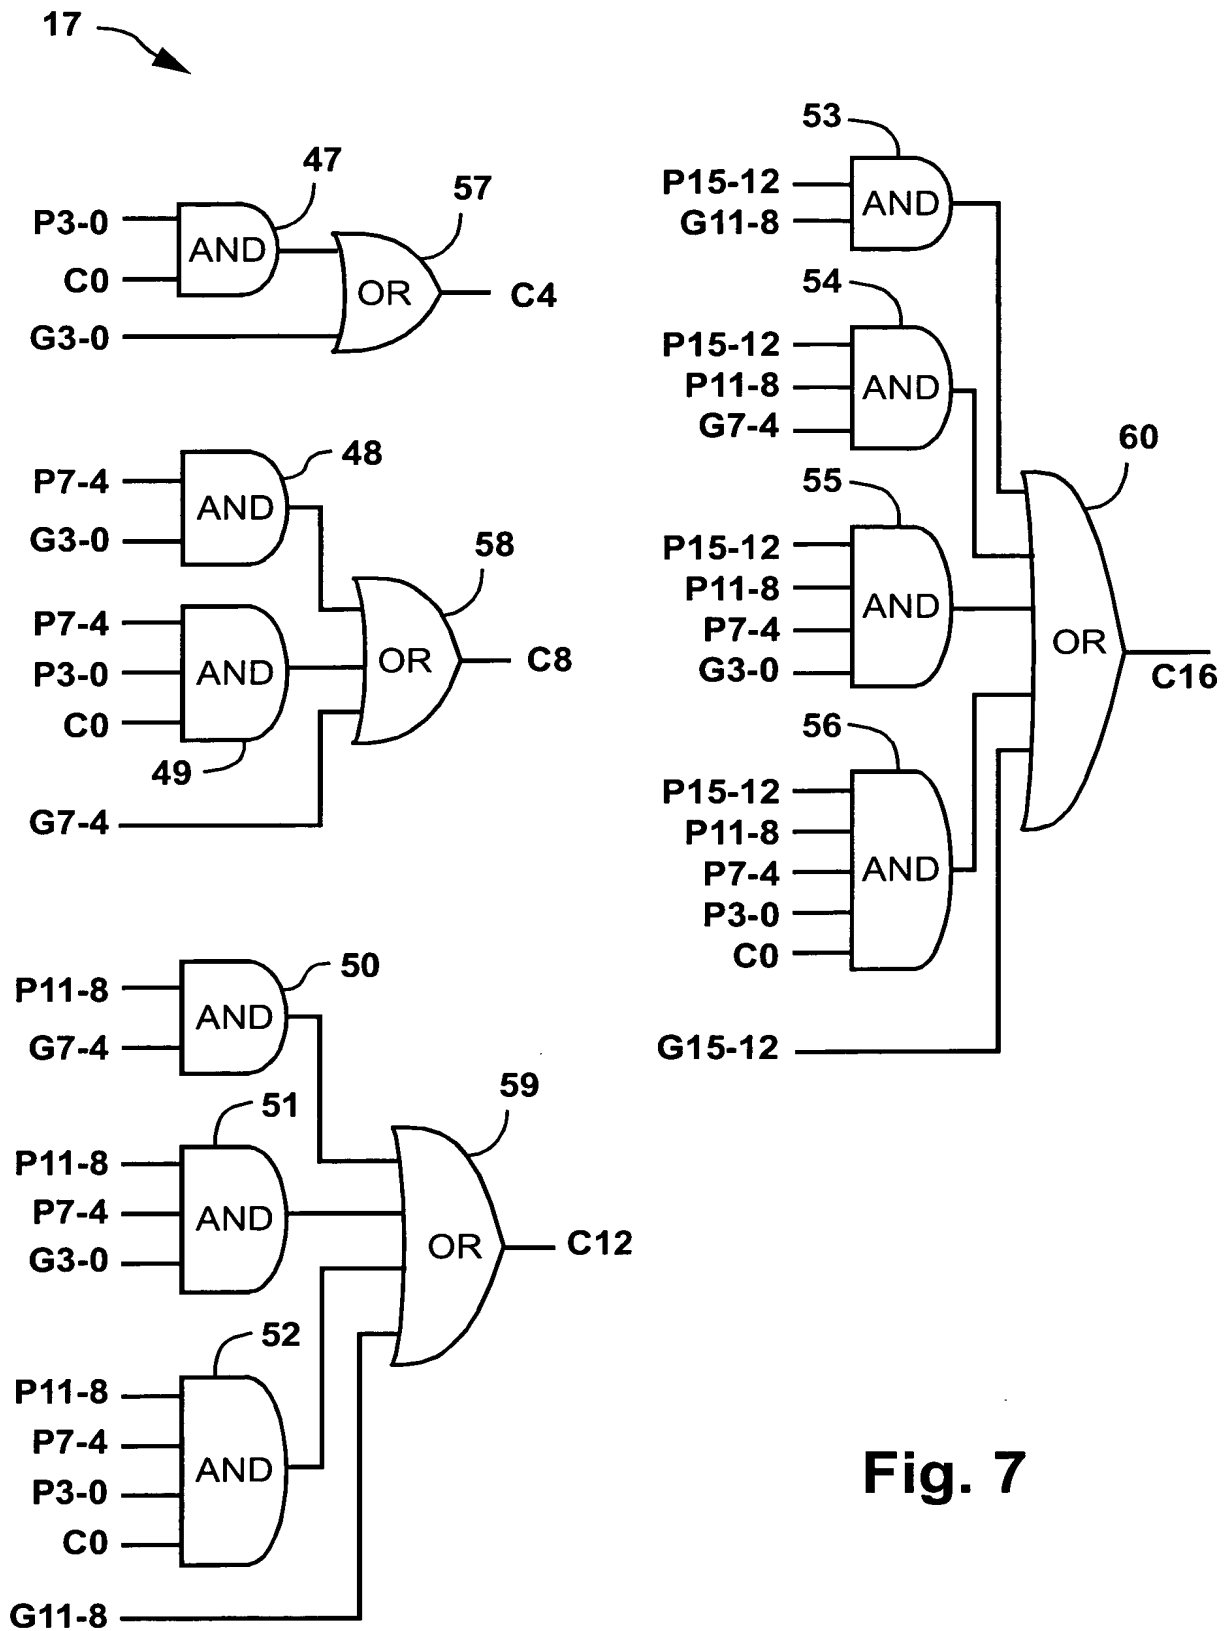 17
47
57
P3-0
AND
C0
OR
C4
G3-0
48
P7-4
AND
G3-0
58
P7-4
P3-0
AND
OR
C8
C0
49
G7-4
50
P11-8
AND
G7-4
59
51
P11-8
P7-4
AND
G3-0
OR
C12
52
P11-8
P7-4
AND
P3-0
C0
G11-8
53
P15-12
AND
G11-8
54
P15-12
P11-8
AND
G7-4
60
55
P15-12
P11-8
AND
P7-4
G3-0
OR
C16
56
P15-12
P11-8
P7-4
AND
P3-0
C0
G15-12
Fig. 7